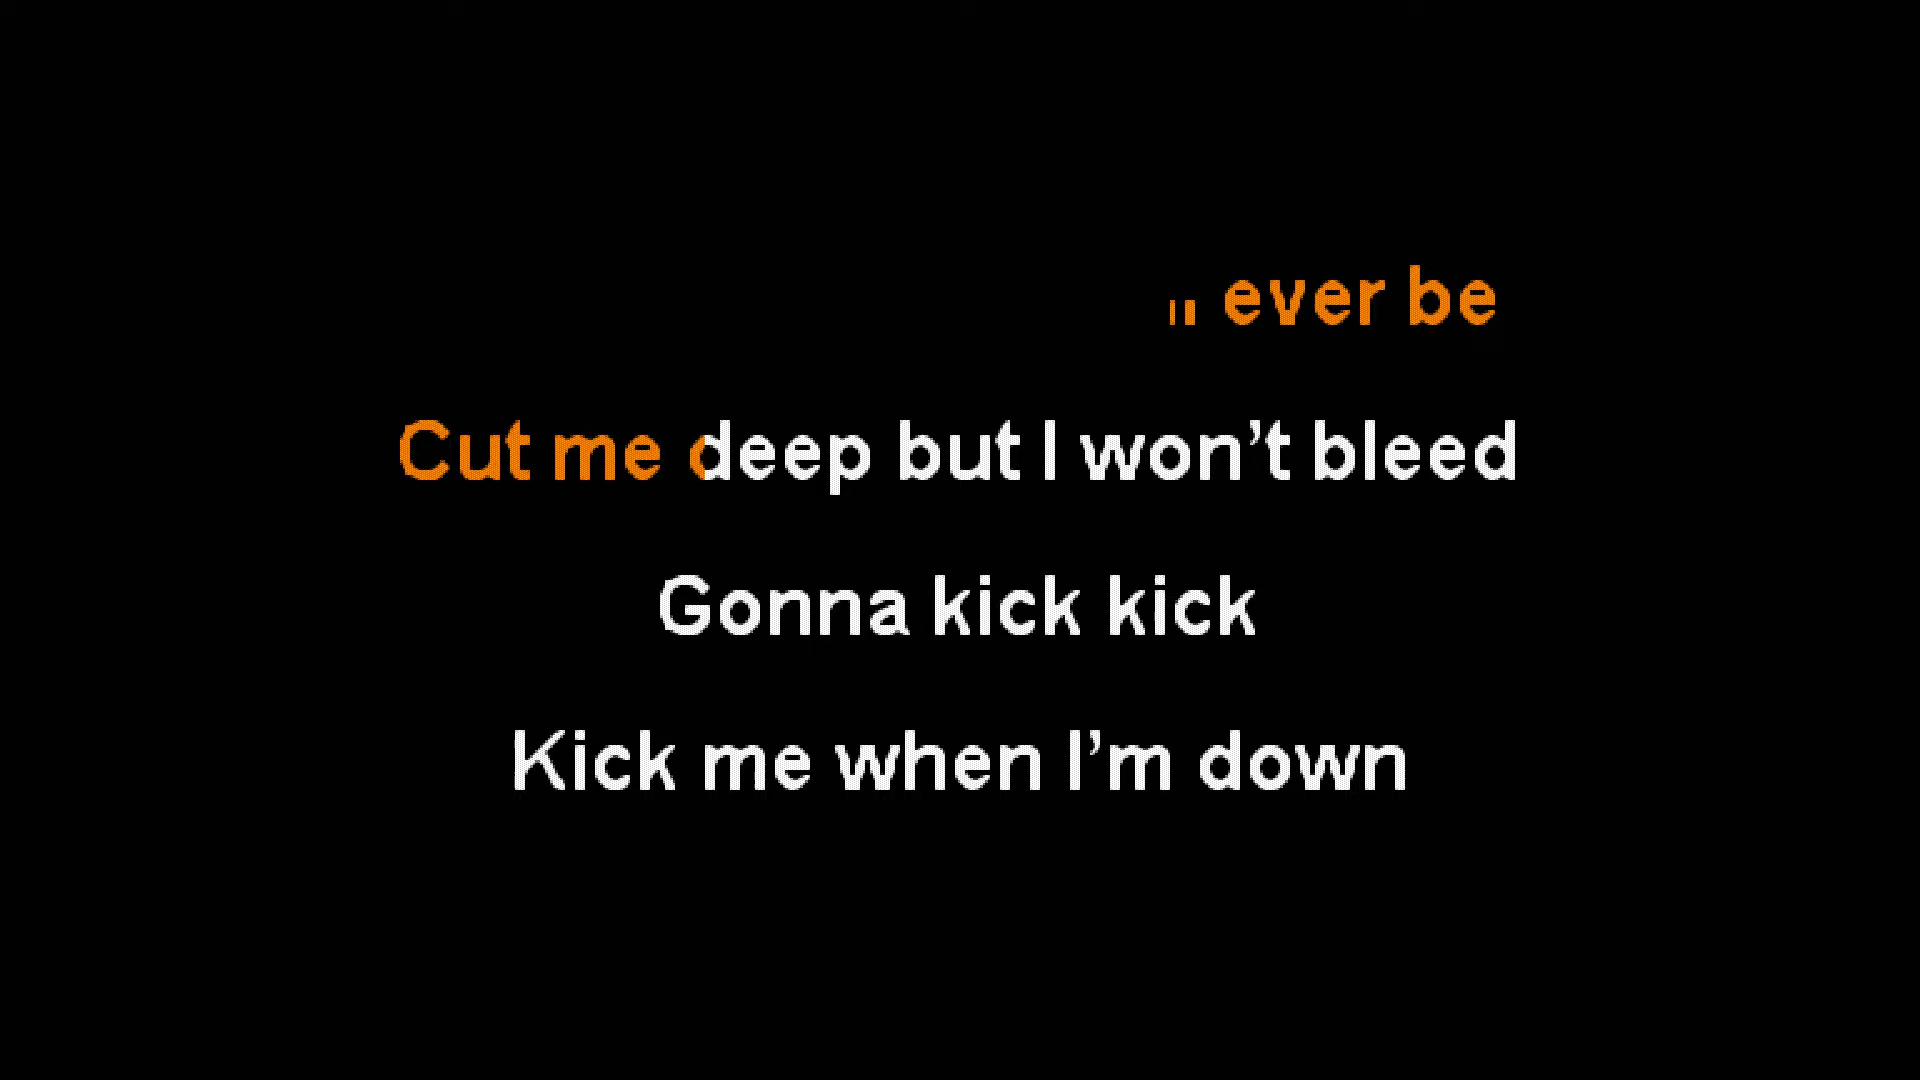 ever be
Cut me deep but I won’t bleed
Gonna kick kick
Kick me when I’m down